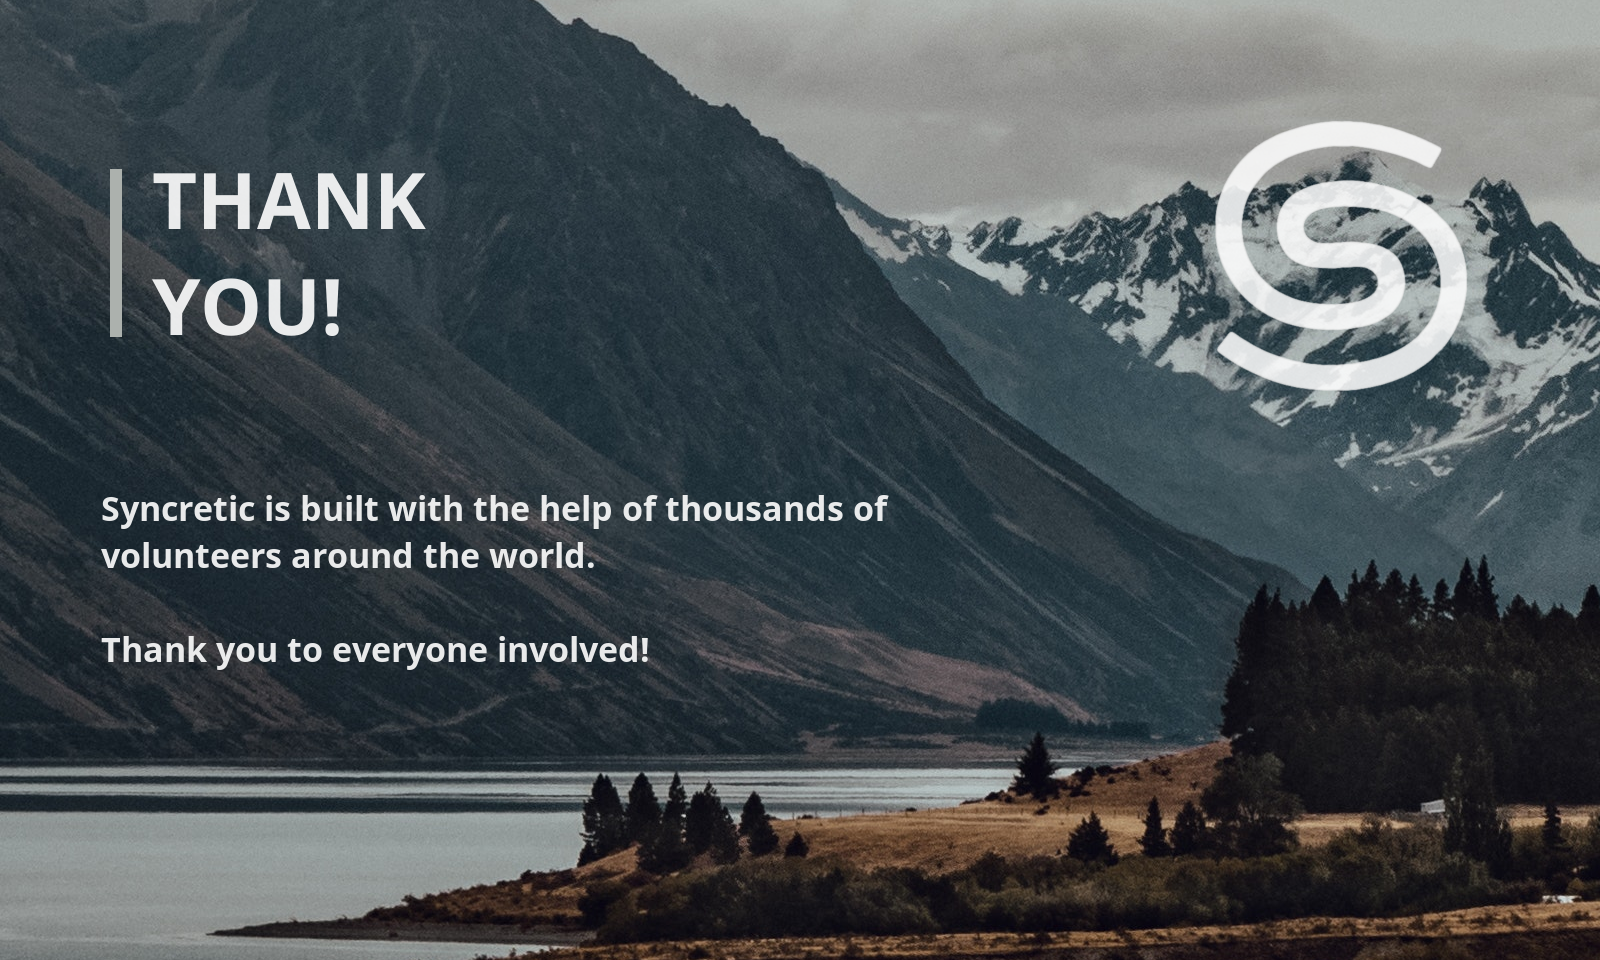 THANK
YOU!
Syncretic is built with the help of thousands of
volunteers around the world.
Thank you to everyone involved!